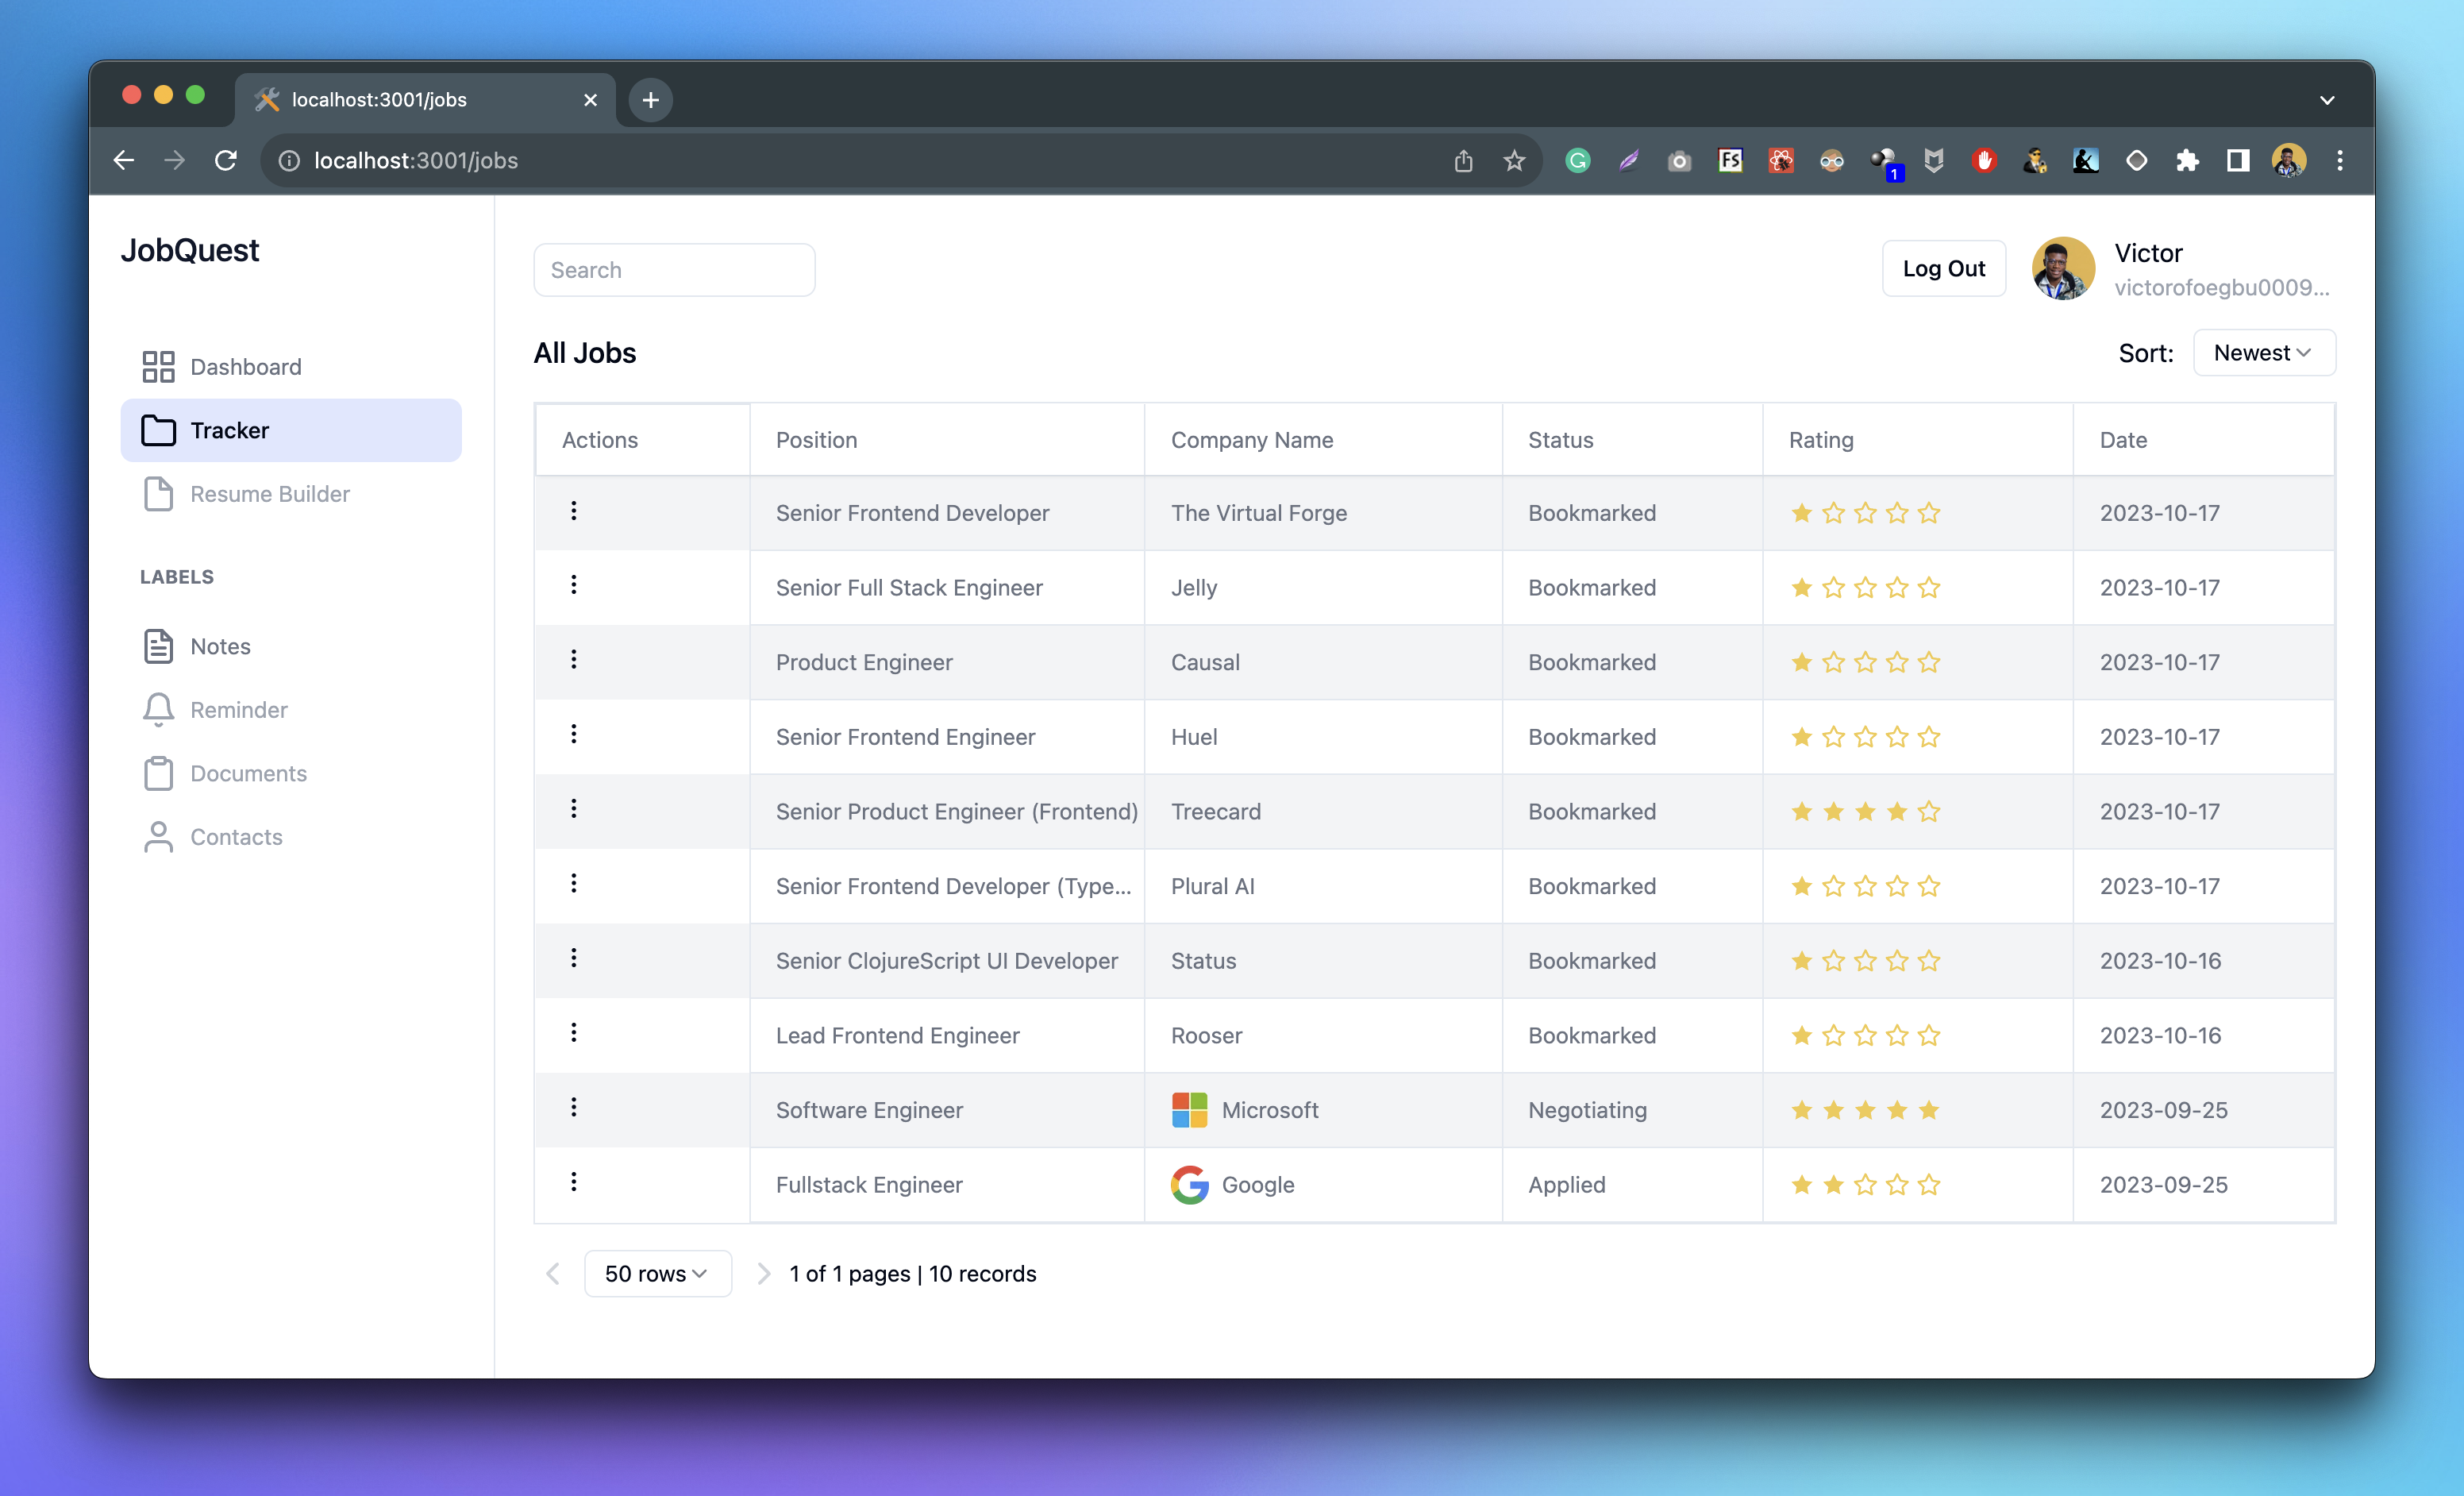 localhost:3001/jobs
localhost:3001/jobs
FS
1
JobQuest
Search
Log Out
Victor
victorofoegbu0009...
Dashboard
Tracker
Resume Builder
LABELS
Notes
Reminder
Documents
Contacts
All Jobs
Sort:
Newest
Actions Position Company Name Status Rating Date
Senior Frontend Developer The Virtual Forge Bookmarked 2023-10-17
Senior Full Stack Engineer Jelly Bookmarked 2023-10-17
Product Engineer Causal Bookmarked 2023-10-17
Senior Frontend Engineer Huel Bookmarked 2023-10-17
Senior Product Engineer (Frontend) Treecard Bookmarked 2023-10-17
Senior Frontend Developer (Type... Plural AI Bookmarked 2023-10-17
Senior ClojureScript UI Developer Status Bookmarked 2023-10-16
Lead Frontend Engineer Rooser Bookmarked 2023-10-16
Software Engineer Microsoft Negotiating 2023-09-25
Fullstack Engineer Google Applied 2023-09-25
50 rows
1 of 1 pages | 10 records